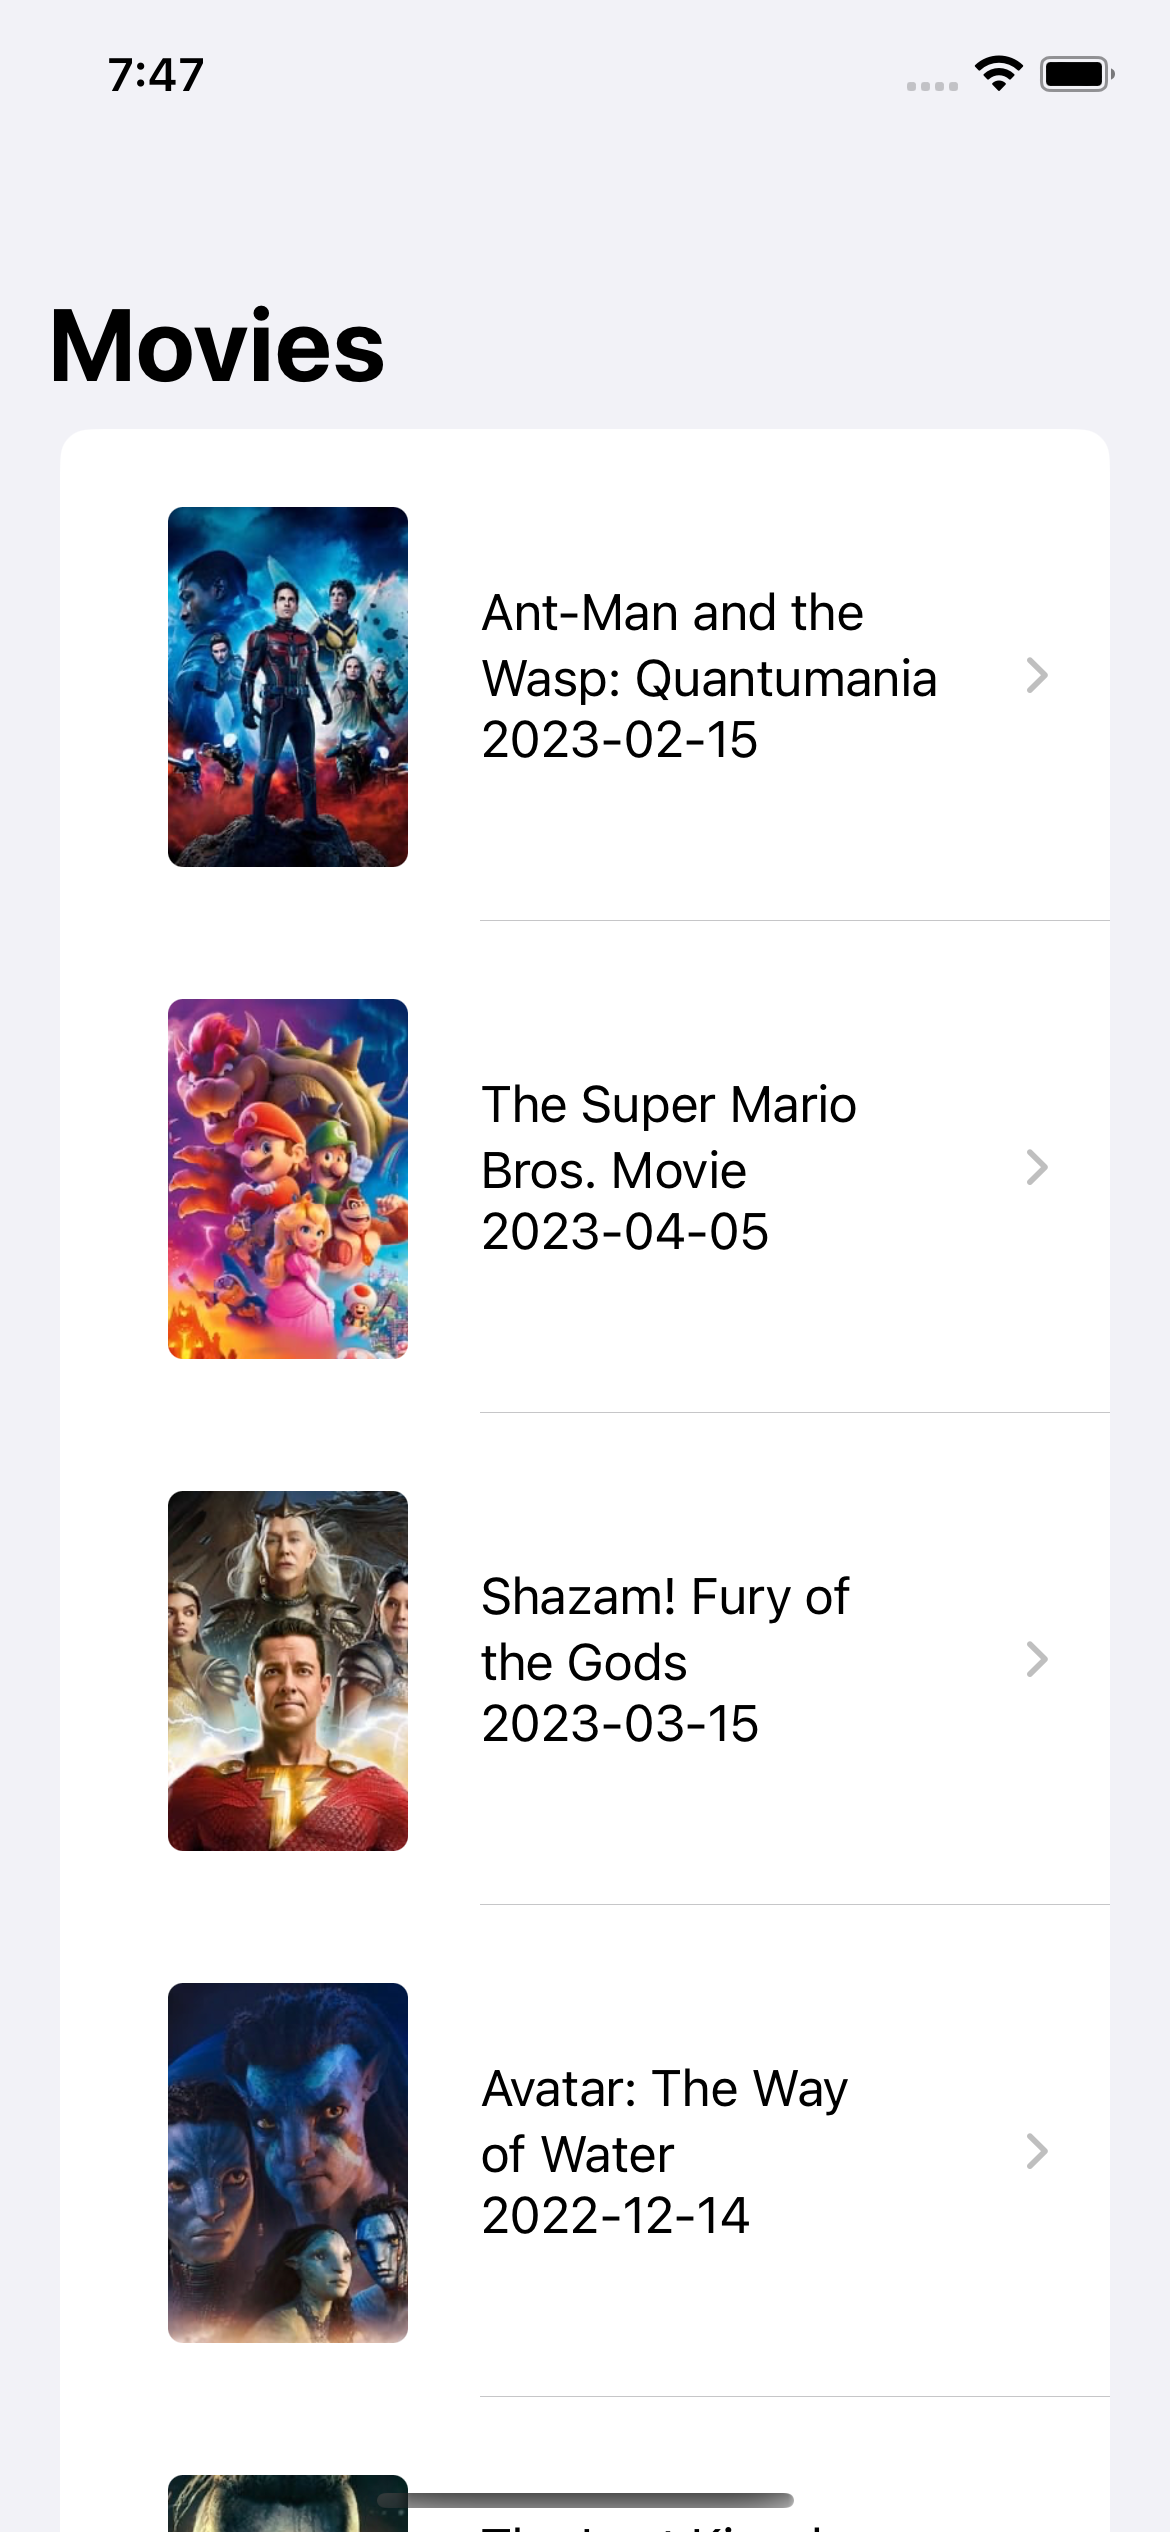 7:47
Movies
Ant-Man and the
Wasp: Quantumania
2023-02-15
The Super Mario
Bros. Movie
2023-04-05
Shazam! Fury of
the Gods
2023-03-15
Avatar: The Way
of Water
2022-12-14